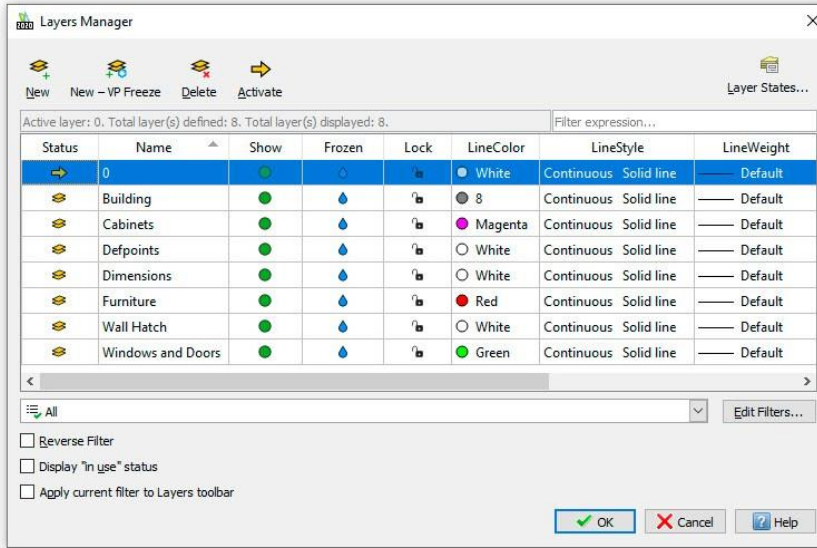 2020 Layers Manager
New New – VP Freeze Delete Activate Layer States...
Active layer: 0. Total layer(s) defined: 8. Total layer(s) displayed: 8. Filter expression...
Status Name Show Frozen Lock LineColor LineStyle LineWeight
0 White Continuous Solid line Default
Building 8 Continuous Solid line Default
Cabinets Magenta Continuous Solid line Default
Defpoints White Continuous Solid line Default
Dimensions White Continuous Solid line Default
Furniture Red Continuous Solid line Default
Wall Hatch White Continuous Solid line Default
Windows and Doors Green Continuous Solid line Default
All Edit Filters...
Reverse Filter
Display "in use" status
Apply current filter to Layers toolbar
OK Cancel Help